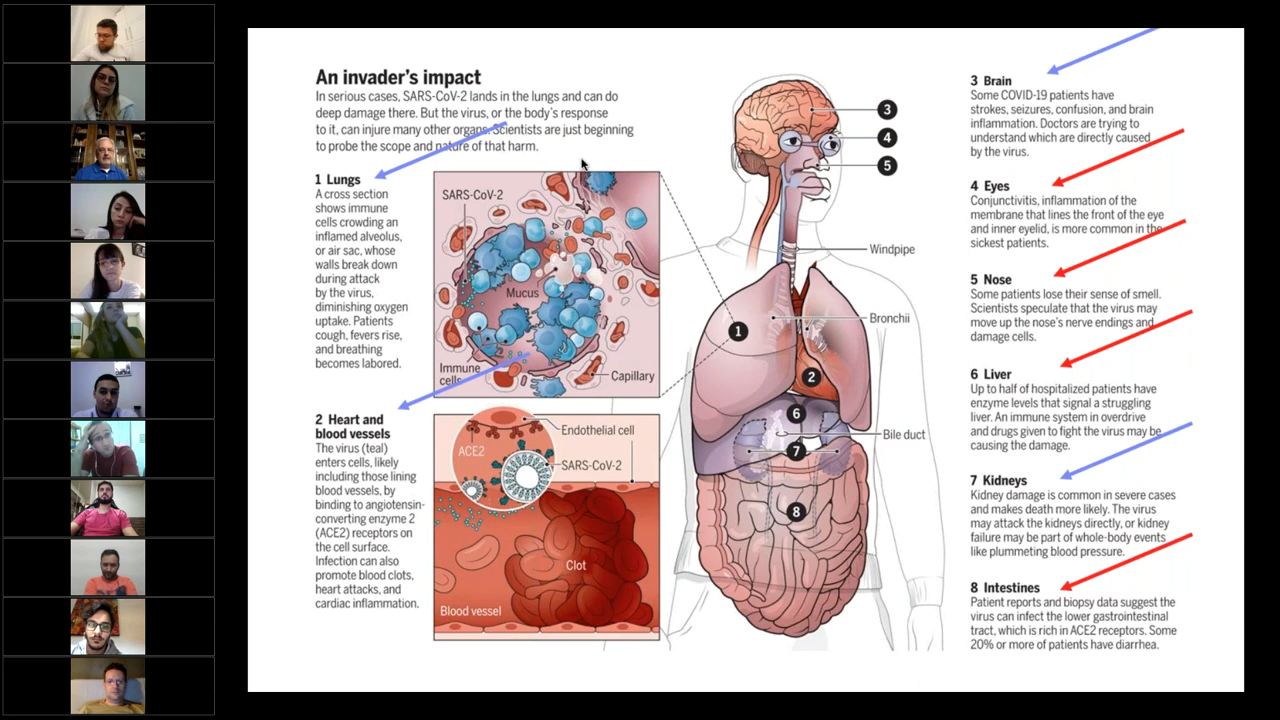 An invader's impact
In serious cases, SARS-CoV-2 lands in the lungs and can do
deep damage there. But the virus, or the body's response
to it, can injure many other organs. Scientists are just beginning
to probe the scope and nature of that harm.
1 Lungs
A cross section
shows immune
cells crowding an
inflamed alveolus,
or air sac, whose
walls break down
during attack
by the virus,
diminishing oxygen
uptake. Patients
cough, fevers rise,
and breathing
becomes labored.
2 Heart and
blood vessels
The virus (teal)
enters cells, likely
including those lining
blood vessels, by
binding to angiotensin-
converting enzyme 2
(ACE2) receptors on
the cell surface.
Infection can also
promote blood clots,
heart attacks, and
cardiac inflammation.
SARS-CoV-2
Mucus
Immune
cells
Capillary
Endothelial cell
ACE2
SARS-CoV-2
Clot
Blood vessel
3
4
5
Windpipe
Bronchii
1
2
6
Bile duct
7
8
3 Brain
Some COVID-19 patients have
strokes, seizures, confusion, and brain
inflammation. Doctors are trying to
understand which are directly caused
by the virus.
4 Eyes
Conjunctivitis, inflammation of the
membrane that lines the front of the eye
and inner eyelid, is more common in the
sickest patients.
5 Nose
Some patients lose their sense of smell.
Scientists speculate that the virus may
move up the nose's nerve endings and
damage cells.
6 Liver
Up to half of hospitalized patients have
enzyme levels that signal a struggling
liver. An immune system in overdrive
and drugs given to fight the virus may be
causing the damage.
7 Kidneys
Kidney damage is common in severe cases
and makes death more likely. The virus
may attack the kidneys directly, or kidney
failure may be part of whole-body events
like plummeting blood pressure.
8 Intestines
Patient reports and biopsy data suggest the
virus can infect the lower gastrointestinal
tract, which is rich in ACE2 receptors. Some
20% or more of patients have diarrhea.